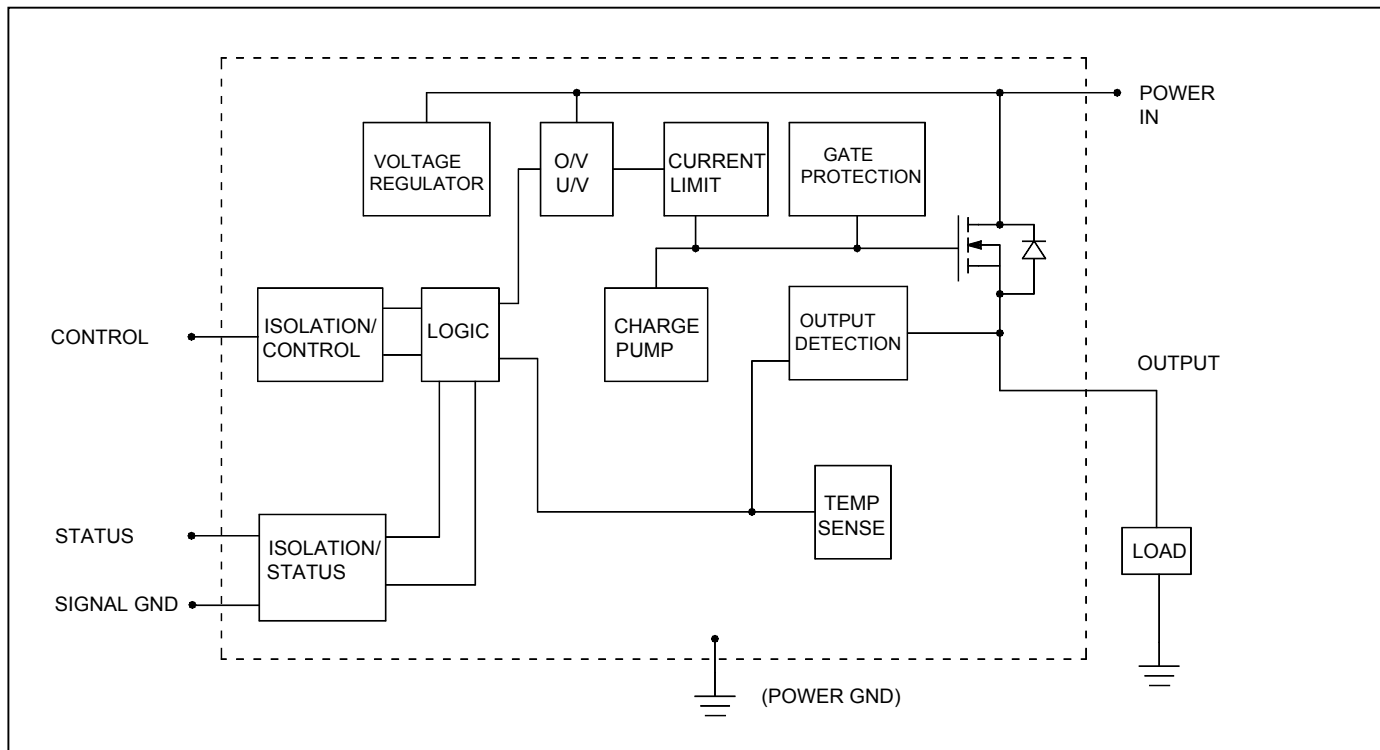 POWER
IN
VOLTAGE
REGULATOR
O/V
U/V
CURRENT
LIMIT
GATE
PROTECTION
CONTROL
ISOLATION/
CONTROL
LOGIC
CHARGE
PUMP
OUTPUT
DETECTION
OUTPUT
STATUS
ISOLATION/
STATUS
SIGNAL GND
TEMP
SENSE
LOAD
(POWER GND)